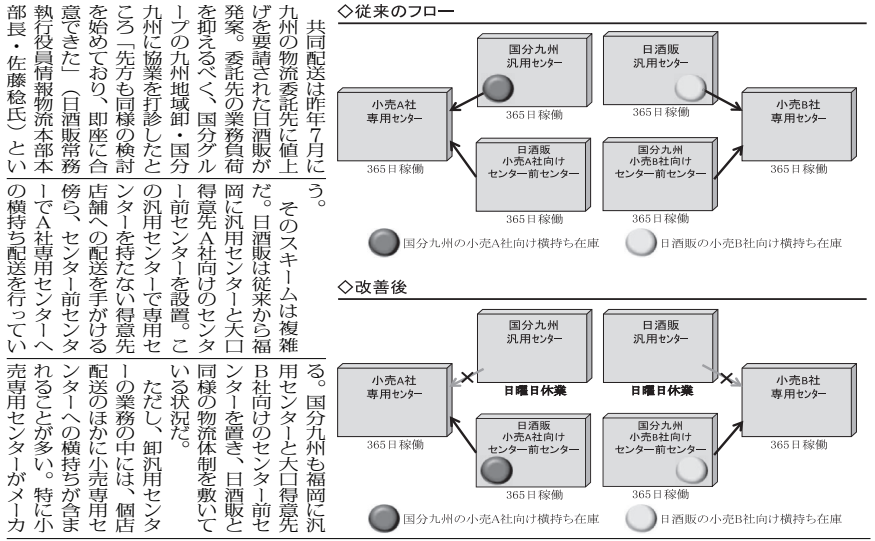 共同配送は昨年7月に
九州の物流委託先に値上
げを要請された日酒販が
発案。委託先の業務負荷
を抑えるべく、国分グル
ープの九州地域卸・国分
九州に協業を打診したと
ころ「先方も同様の検討
を始めており、即座に合
意できた」（日酒販常務
執行役員情報物流本部本
部長・佐藤稔氏）とい
う。
そのスキームは複雑
だ。日酒販は従来から福
岡に汎用センターと大口
得意先A社向けのセンタ
ー前センターを設置。こ
の汎用センターで専用セ
ンターを持たない得意先
店舗への配送を手がける
傍ら、センター前センタ
ーでA社専用センターへ
の横持ち配送を行ってい
る。国分九州も福岡に汎
用センターと大口得意先
B社向けのセンター前セ
ンターを置き、日酒販と
同様の物流体制を敷いて
いる状況だ。
ただし、卸汎用センタ
ーの業務の中には、個店
配送のほかに小売専用セ
ンターへの横持ちが含ま
れることが多い。特に小
売専用センターがメーカ
◇従来のフロー
国分九州
汎用センター
365日稼働
日酒販
汎用センター
365日稼働
小売A社
専用センター
365日稼働
小売B社
専用センター
365日稼働
日酒販
小売A社向け
センター前センター
365日稼働
国分九州
小売B社向け
センター前センター
365日稼働
国分九州の小売A社向け横持ち在庫
日酒販の小売B社向け横持ち在庫
◇改善後
国分九州
汎用センター
日曜日休業
日酒販
汎用センター
日曜日休業
小売A社
専用センター
365日稼働
小売B社
専用センター
365日稼働
日酒販
小売A社向け
センター前センター
365日稼働
国分九州
小売B社向け
センター前センター
365日稼働
国分九州の小売A社向け横持ち在庫
日酒販の小売B社向け横持ち在庫